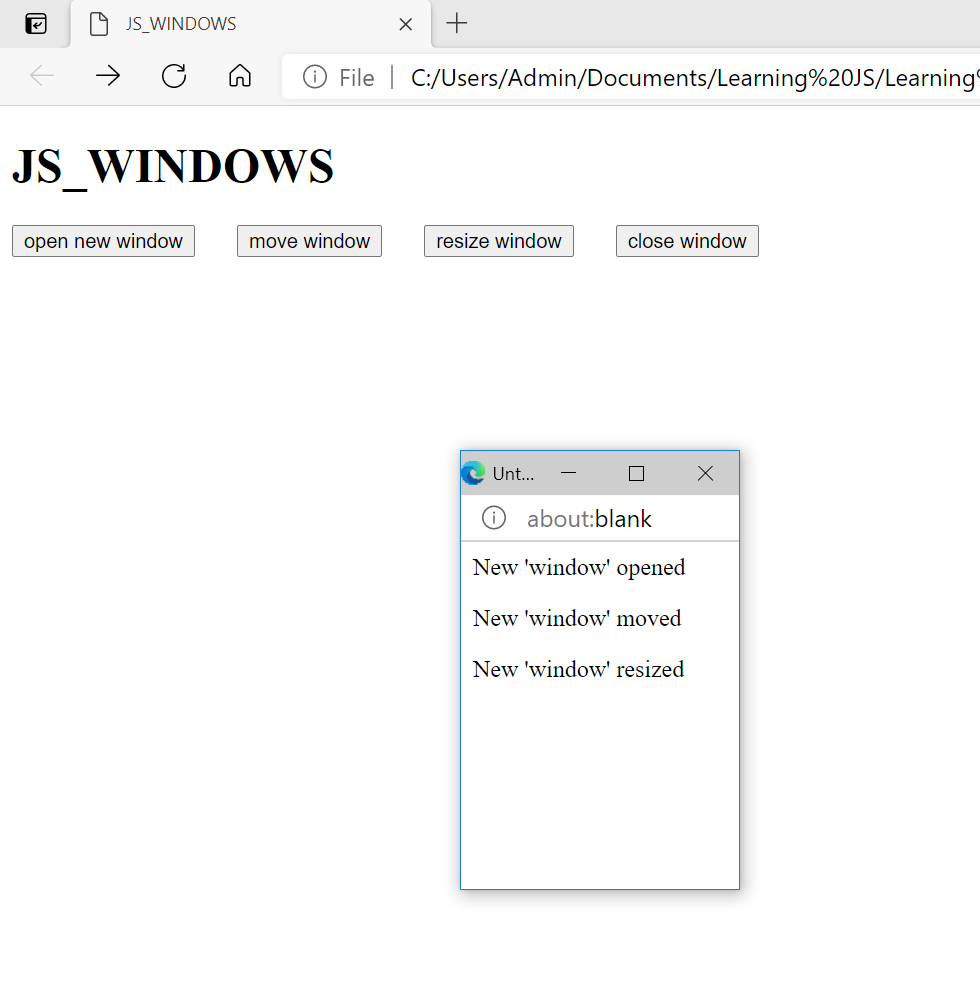 JS_WINDOWS
File | C:/Users/Admin/Documents/Learning%20JS/Learning%
JS_WINDOWS
open new window move window resize window close window
Unt...
about:blank
New 'window' opened
New 'window' moved
New 'window' resized